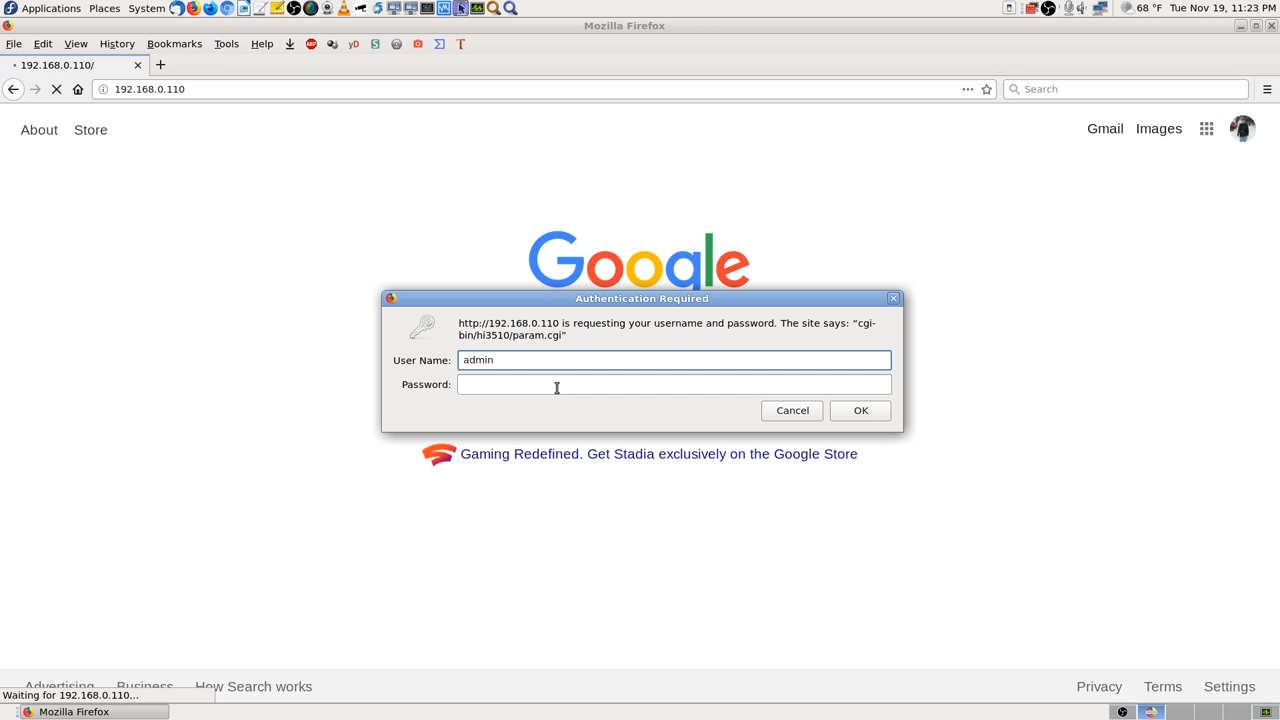 Applications Places System 68 °F Tue Nov 19, 11:23 PM
Mozilla Firefox
File Edit View History Bookmarks Tools Help ABP yD S T
192.168.0.110/
192.168.0.110 Search
About Store Gmail Images
Google
Authentication Required
http://192.168.0.110 is requesting your username and password. The site says: “cgi-
bin/hi3510/param.cgi”
User Name: admin
Password:
Cancel OK
Gaming Redefined. Get Stadia exclusively on the Google Store
Advertising Business How Search works Privacy Terms Settings
Waiting for 192.168.0.110...
Mozilla Firefox